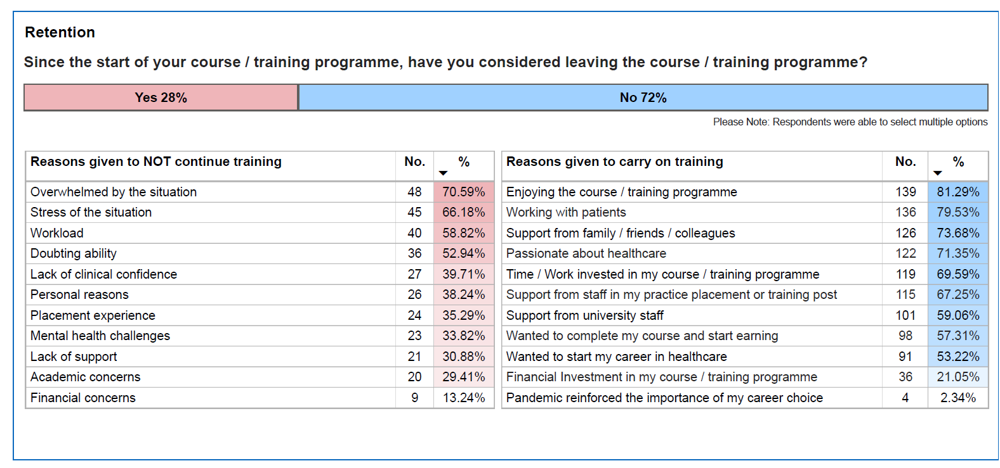 Retention
Since the start of your course / training programme, have you considered leaving the course / training programme?
Yes 28% No 72%
Please Note: Respondents were able to select multiple options
Reasons given to NOT continue training No. %
Overwhelmed by the situation 48 70.59%
Stress of the situation 45 66.18%
Workload 40 58.82%
Doubting ability 36 52.94%
Lack of clinical confidence 27 39.71%
Personal reasons 26 38.24%
Placement experience 24 35.29%
Mental health challenges 23 33.82%
Lack of support 21 30.88%
Academic concerns 20 29.41%
Financial concerns 9 13.24%
Reasons given to carry on training No. %
Enjoying the course / training programme 139 81.29%
Working with patients 136 79.53%
Support from family / friends / colleagues 126 73.68%
Passionate about healthcare 122 71.35%
Time / Work invested in my course / training programme 119 69.59%
Support from staff in my practice placement or training post 115 67.25%
Support from university staff 101 59.06%
Wanted to complete my course and start earning 98 57.31%
Wanted to start my career in healthcare 91 53.22%
Financial Investment in my course / training programme 36 21.05%
Pandemic reinforced the importance of my career choice 4 2.34%